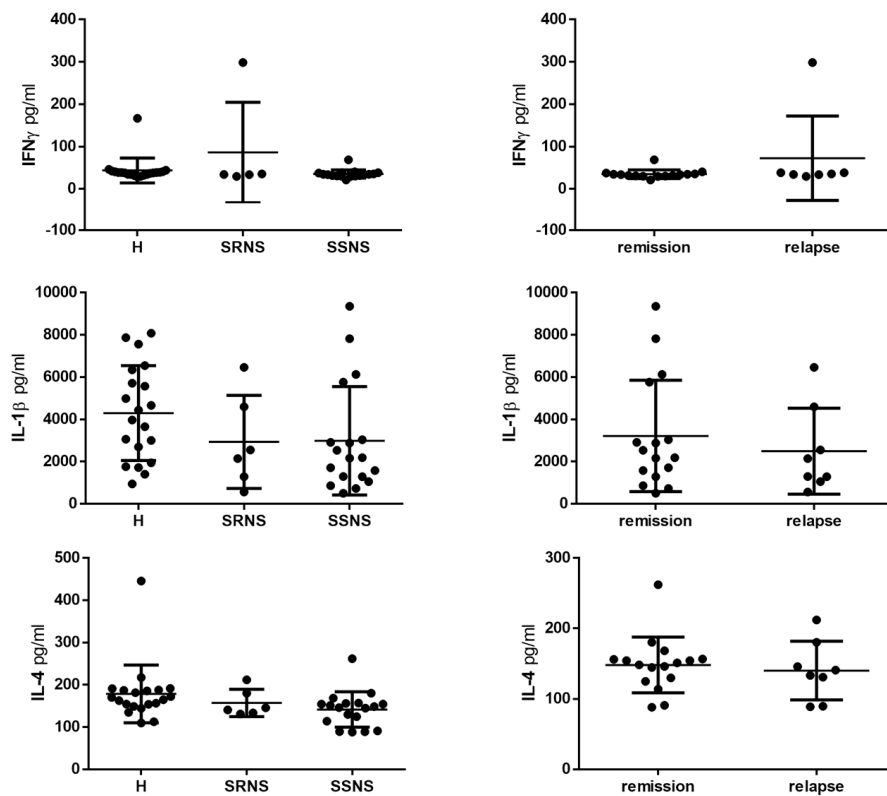 400
300
200
100
0
-100
IFNγ pg/ml
H SRNS SSNS
400
300
200
100
0
-100
IFNγ pg/ml
remission relapse
10000
8000
6000
4000
2000
0
IL-1β pg/ml
H SRNS SSNS
10000
8000
6000
4000
2000
0
IL-1β pg/ml
remission relapse
500
400
300
200
100
0
IL-4 pg/ml
H SRNS SSNS
300
200
100
0
IL-4 pg/ml
remission relapse